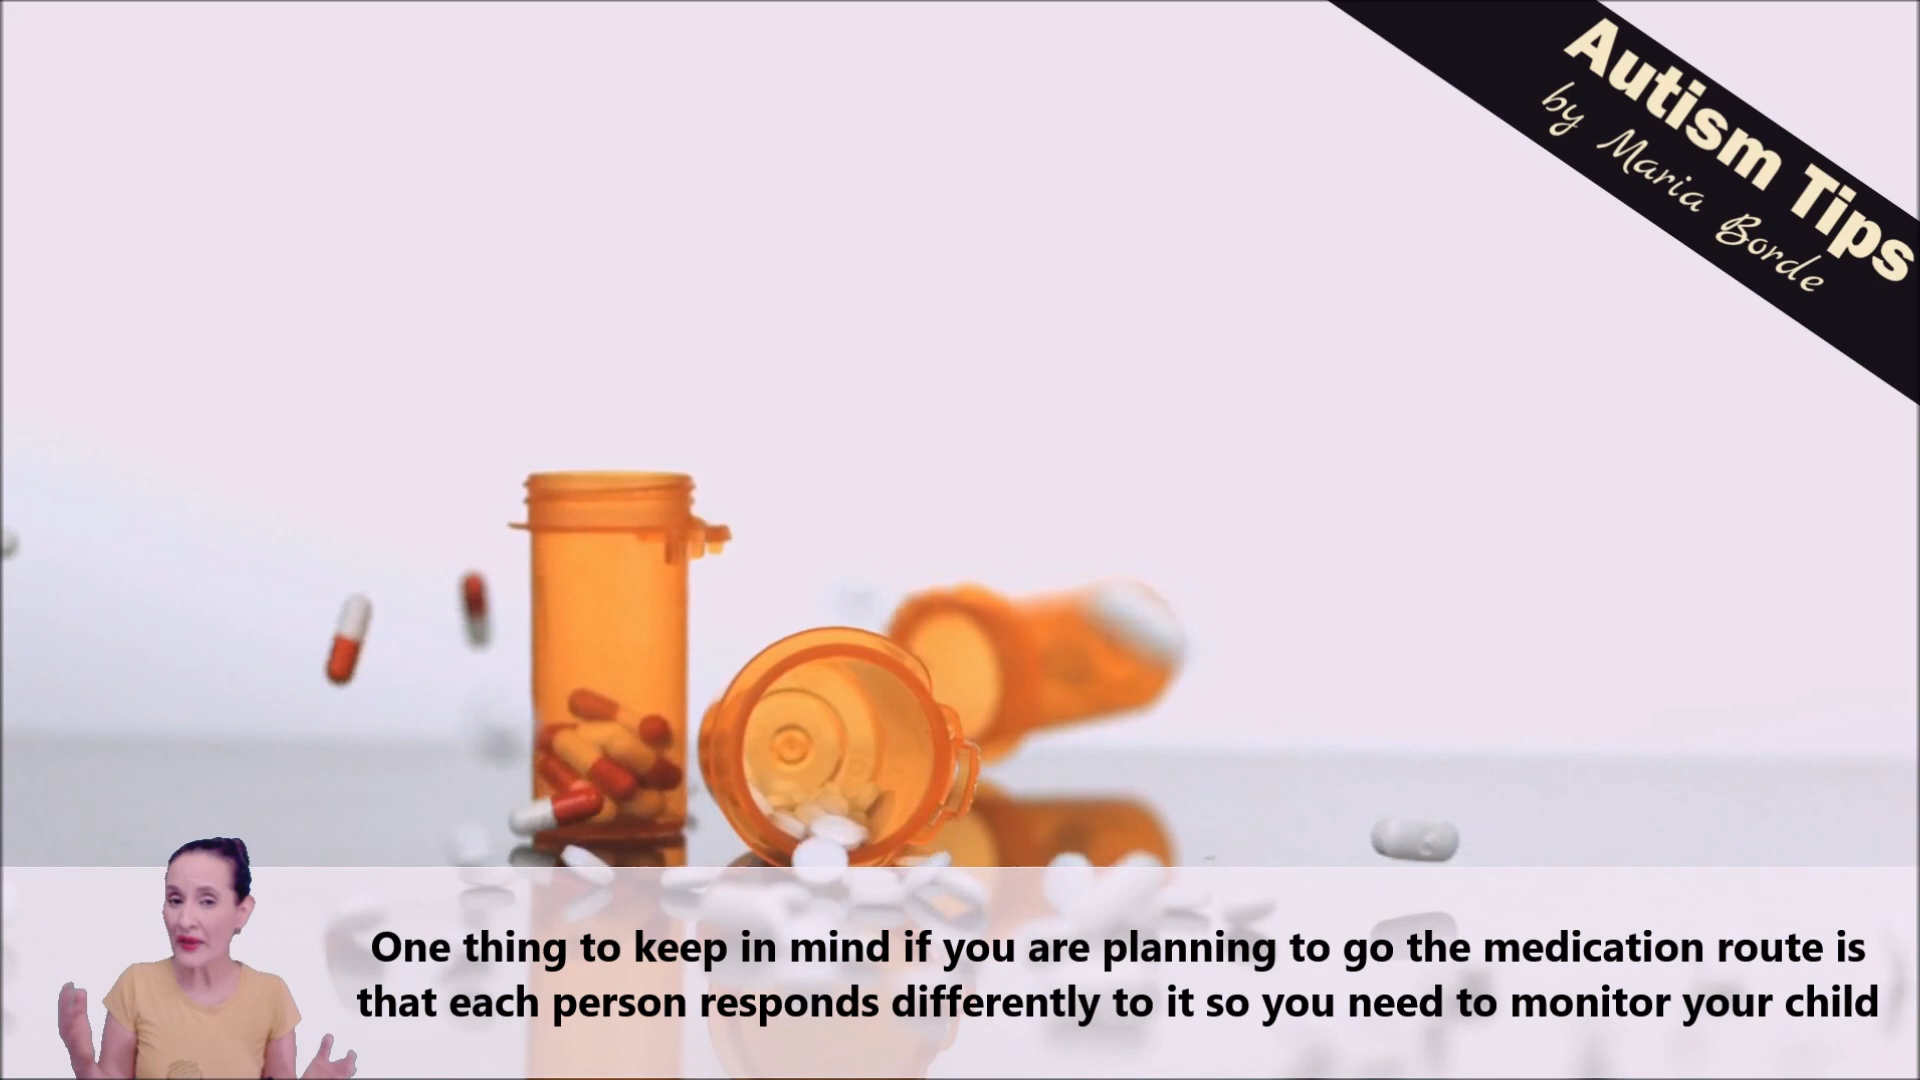 Autism Tips
by Maria Borde
One thing to keep in mind if you are planning to go the medication route is
that each person responds differently to it so you need to monitor your child